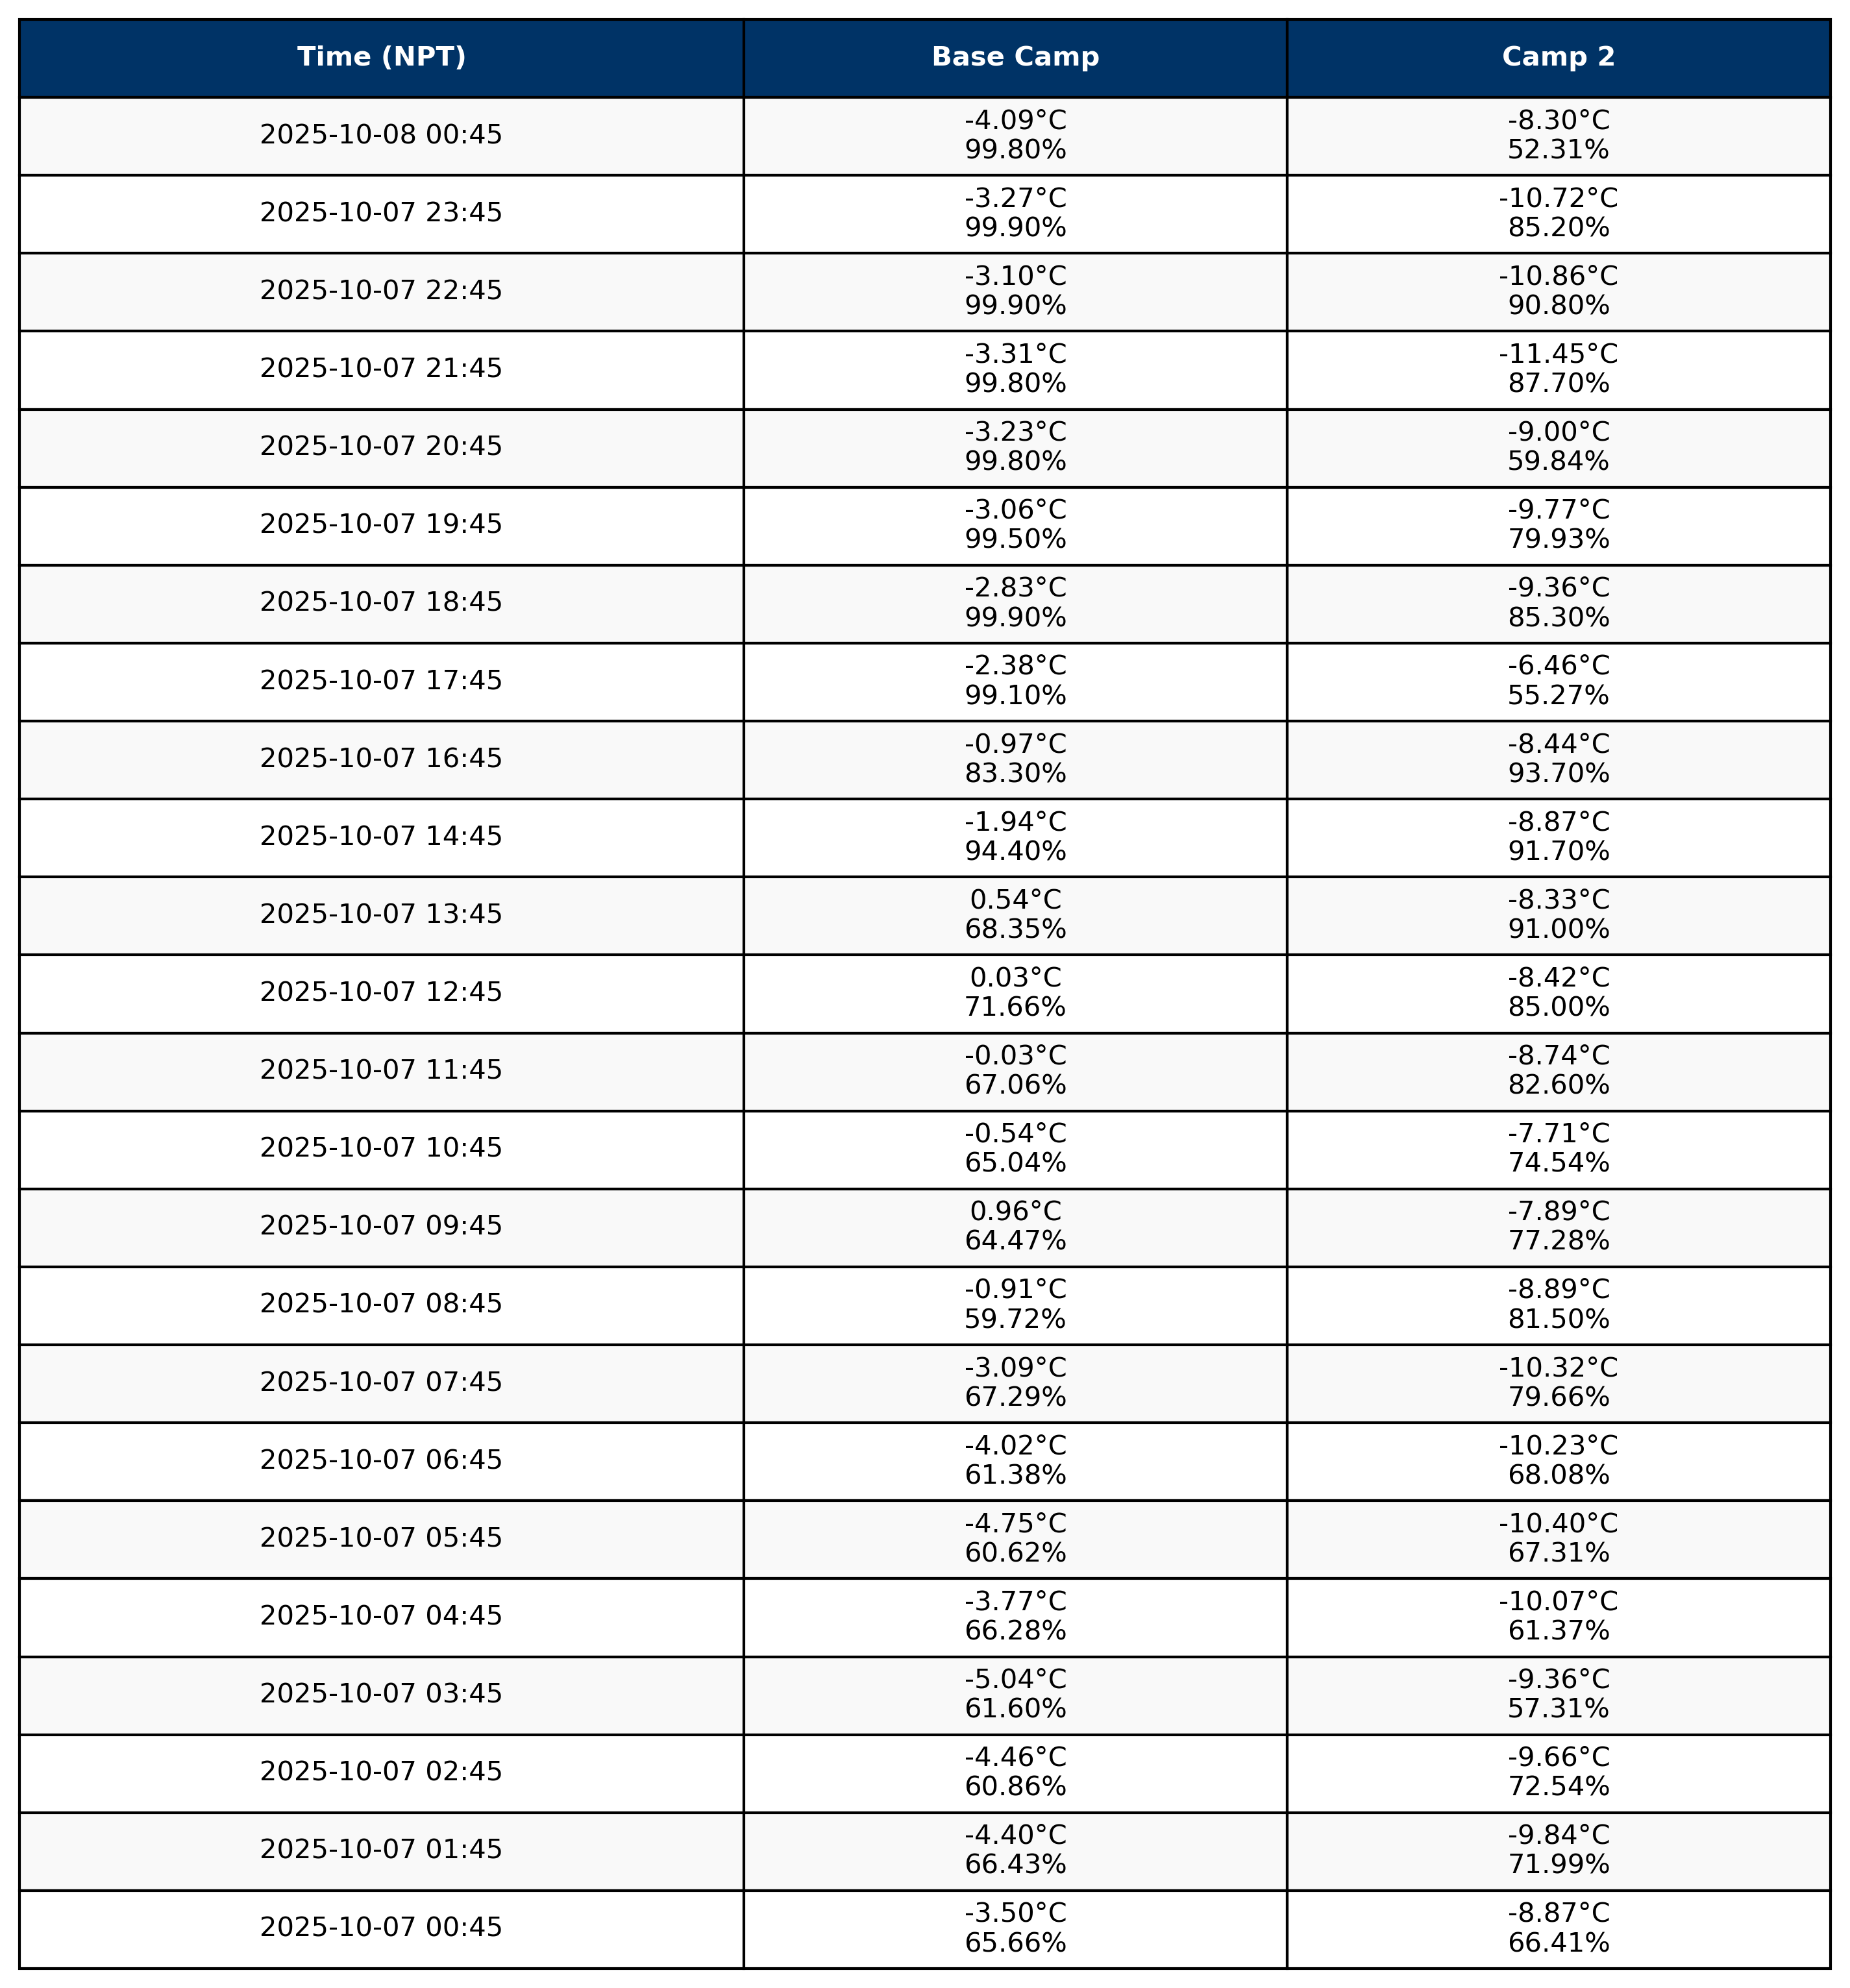 Time (NPT) Base Camp Camp 2
2025-10-08 00:45 -4.09°C -8.30°C
99.80% 52.31%
2025-10-07 23:45 -3.27°C -10.72°C
99.90% 85.20%
2025-10-07 22:45 -3.10°C -10.86°C
99.90% 90.80%
2025-10-07 21:45 -3.31°C -11.45°C
99.80% 87.70%
2025-10-07 20:45 -3.23°C -9.00°C
99.80% 59.84%
2025-10-07 19:45 -3.06°C -9.77°C
99.50% 79.93%
2025-10-07 18:45 -2.83°C -9.36°C
99.90% 85.30%
2025-10-07 17:45 -2.38°C -6.46°C
99.10% 55.27%
2025-10-07 16:45 -0.97°C -8.44°C
83.30% 93.70%
2025-10-07 14:45 -1.94°C -8.87°C
94.40% 91.70%
2025-10-07 13:45 0.54°C -8.33°C
68.35% 91.00%
2025-10-07 12:45 0.03°C -8.42°C
71.66% 85.00%
2025-10-07 11:45 -0.03°C -8.74°C
67.06% 82.60%
2025-10-07 10:45 -0.54°C -7.71°C
65.04% 74.54%
2025-10-07 09:45 0.96°C -7.89°C
64.47% 77.28%
2025-10-07 08:45 -0.91°C -8.89°C
59.72% 81.50%
2025-10-07 07:45 -3.09°C -10.32°C
67.29% 79.66%
2025-10-07 06:45 -4.02°C -10.23°C
61.38% 68.08%
2025-10-07 05:45 -4.75°C -10.40°C
60.62% 67.31%
2025-10-07 04:45 -3.77°C -10.07°C
66.28% 61.37%
2025-10-07 03:45 -5.04°C -9.36°C
61.60% 57.31%
2025-10-07 02:45 -4.46°C -9.66°C
60.86% 72.54%
2025-10-07 01:45 -4.40°C -9.84°C
66.43% 71.99%
2025-10-07 00:45 -3.50°C -8.87°C
65.66% 66.41%